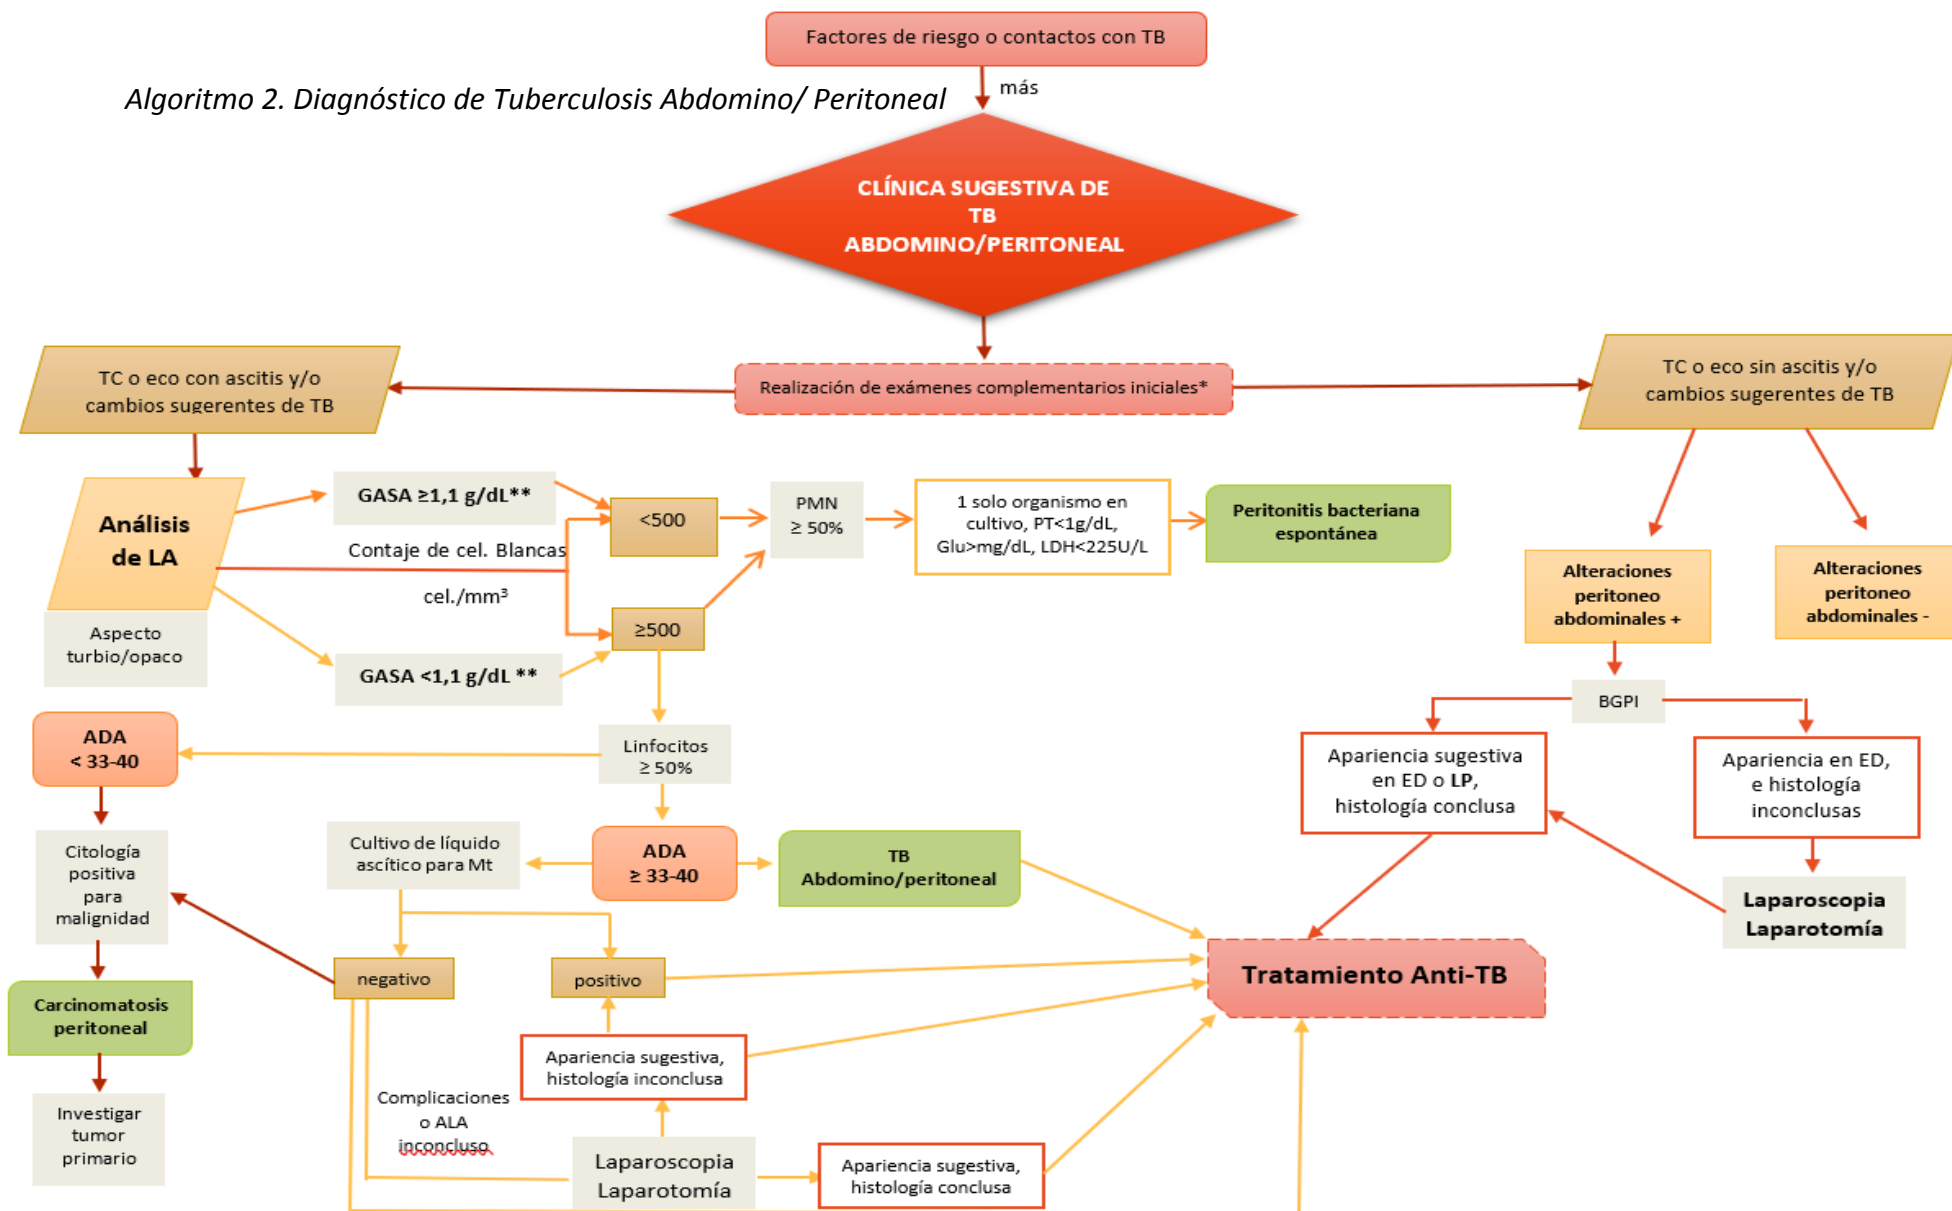 Factores de riesgo o contactos con TB
más
Algoritmo 2. Diagnóstico de Tuberculosis Abdomino/ Peritoneal
CLÍNICA SUGESTIVA DE
TB
ABDOMINO/PERITONEAL
TC o eco con ascitis y/o
cambios sugerentes de TB
Realización de exámenes complementarios iniciales*
TC o eco sin ascitis y/o
cambios sugerentes de TB
Análisis
de LA
Aspecto
turbio/opaco
GASA ≥1,1 g/dL**
Contaje de cel. Blancas
cel./mm³
GASA <1,1 g/dL **
<500
≥500
PMN
≥ 50%
1 solo organismo en
cultivo, PT<1g/dL,
Glu>mg/dL, LDH<225U/L
Peritonitis bacteriana
espontánea
Alteraciones
peritoneo
abdominales +
Alteraciones
peritoneo
abdominales -
BGPI
ADA
< 33-40
Linfocitos
≥ 50%
Apariencia sugestiva
en ED o LP,
histología conclusa
Apariencia en ED,
e histología
inconclusas
Citología
positiva
para
malignidad
Cultivo de líquido
ascítico para Mt
ADA
≥ 33-40
TB
Abdomino/peritoneal
Laparoscopia
Laparotomía
negativo
positivo
Tratamiento Anti-TB
Carcinomatosis
peritoneal
Apariencia sugestiva,
histología inconclusa
Investigar
tumor
primario
Complicaciones
o ALA
inconcluso
Laparoscopia
Laparotomía
Apariencia sugestiva,
histología conclusa